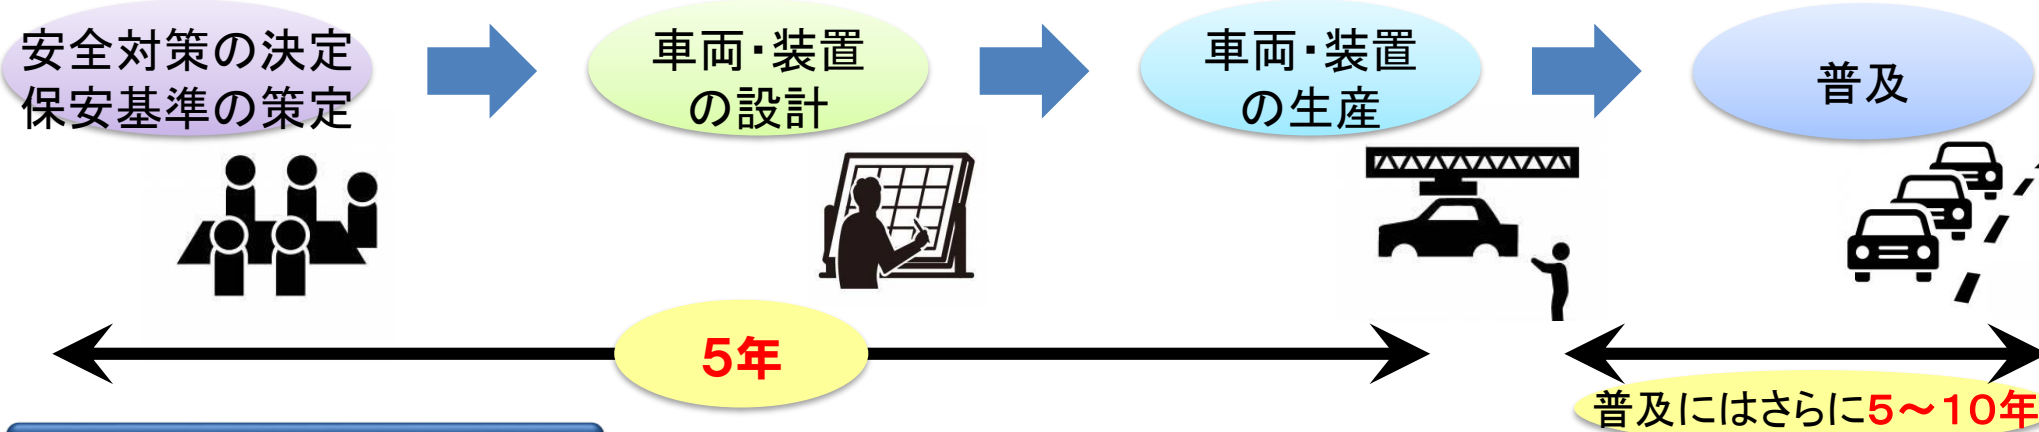 安全対策の決定
保安基準の策定
車両・装置
の設計
車両・装置
の生産
普及
5年
普及にはさらに5～10年